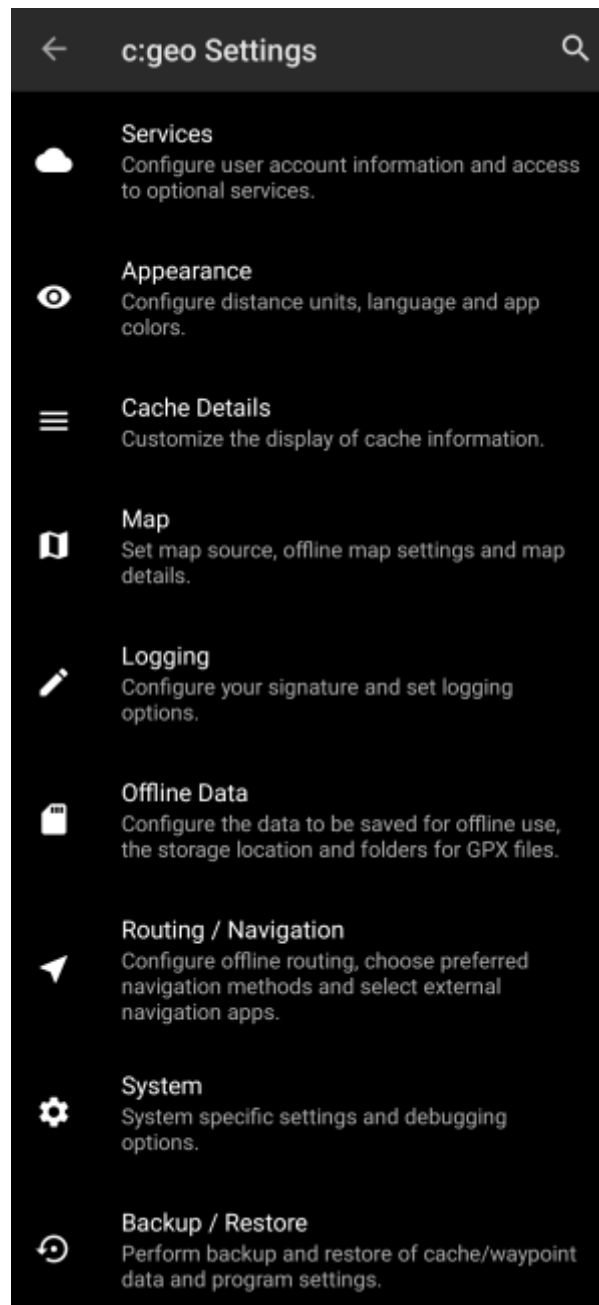 c:geo Settings
Services
Configure user account information and access
to optional services.
Appearance
Configure distance units, language and app
colors.
Cache Details
Customize the display of cache information.
Map
Set map source, offline map settings and map
details.
Logging
Configure your signature and set logging
options.
Offline Data
Configure the data to be saved for offline use,
the storage location and folders for GPX files.
Routing / Navigation
Configure offline routing, choose preferred
navigation methods and select external
navigation apps.
System
System specific settings and debugging
options.
Backup / Restore
Perform backup and restore of cache/waypoint
data and program settings.